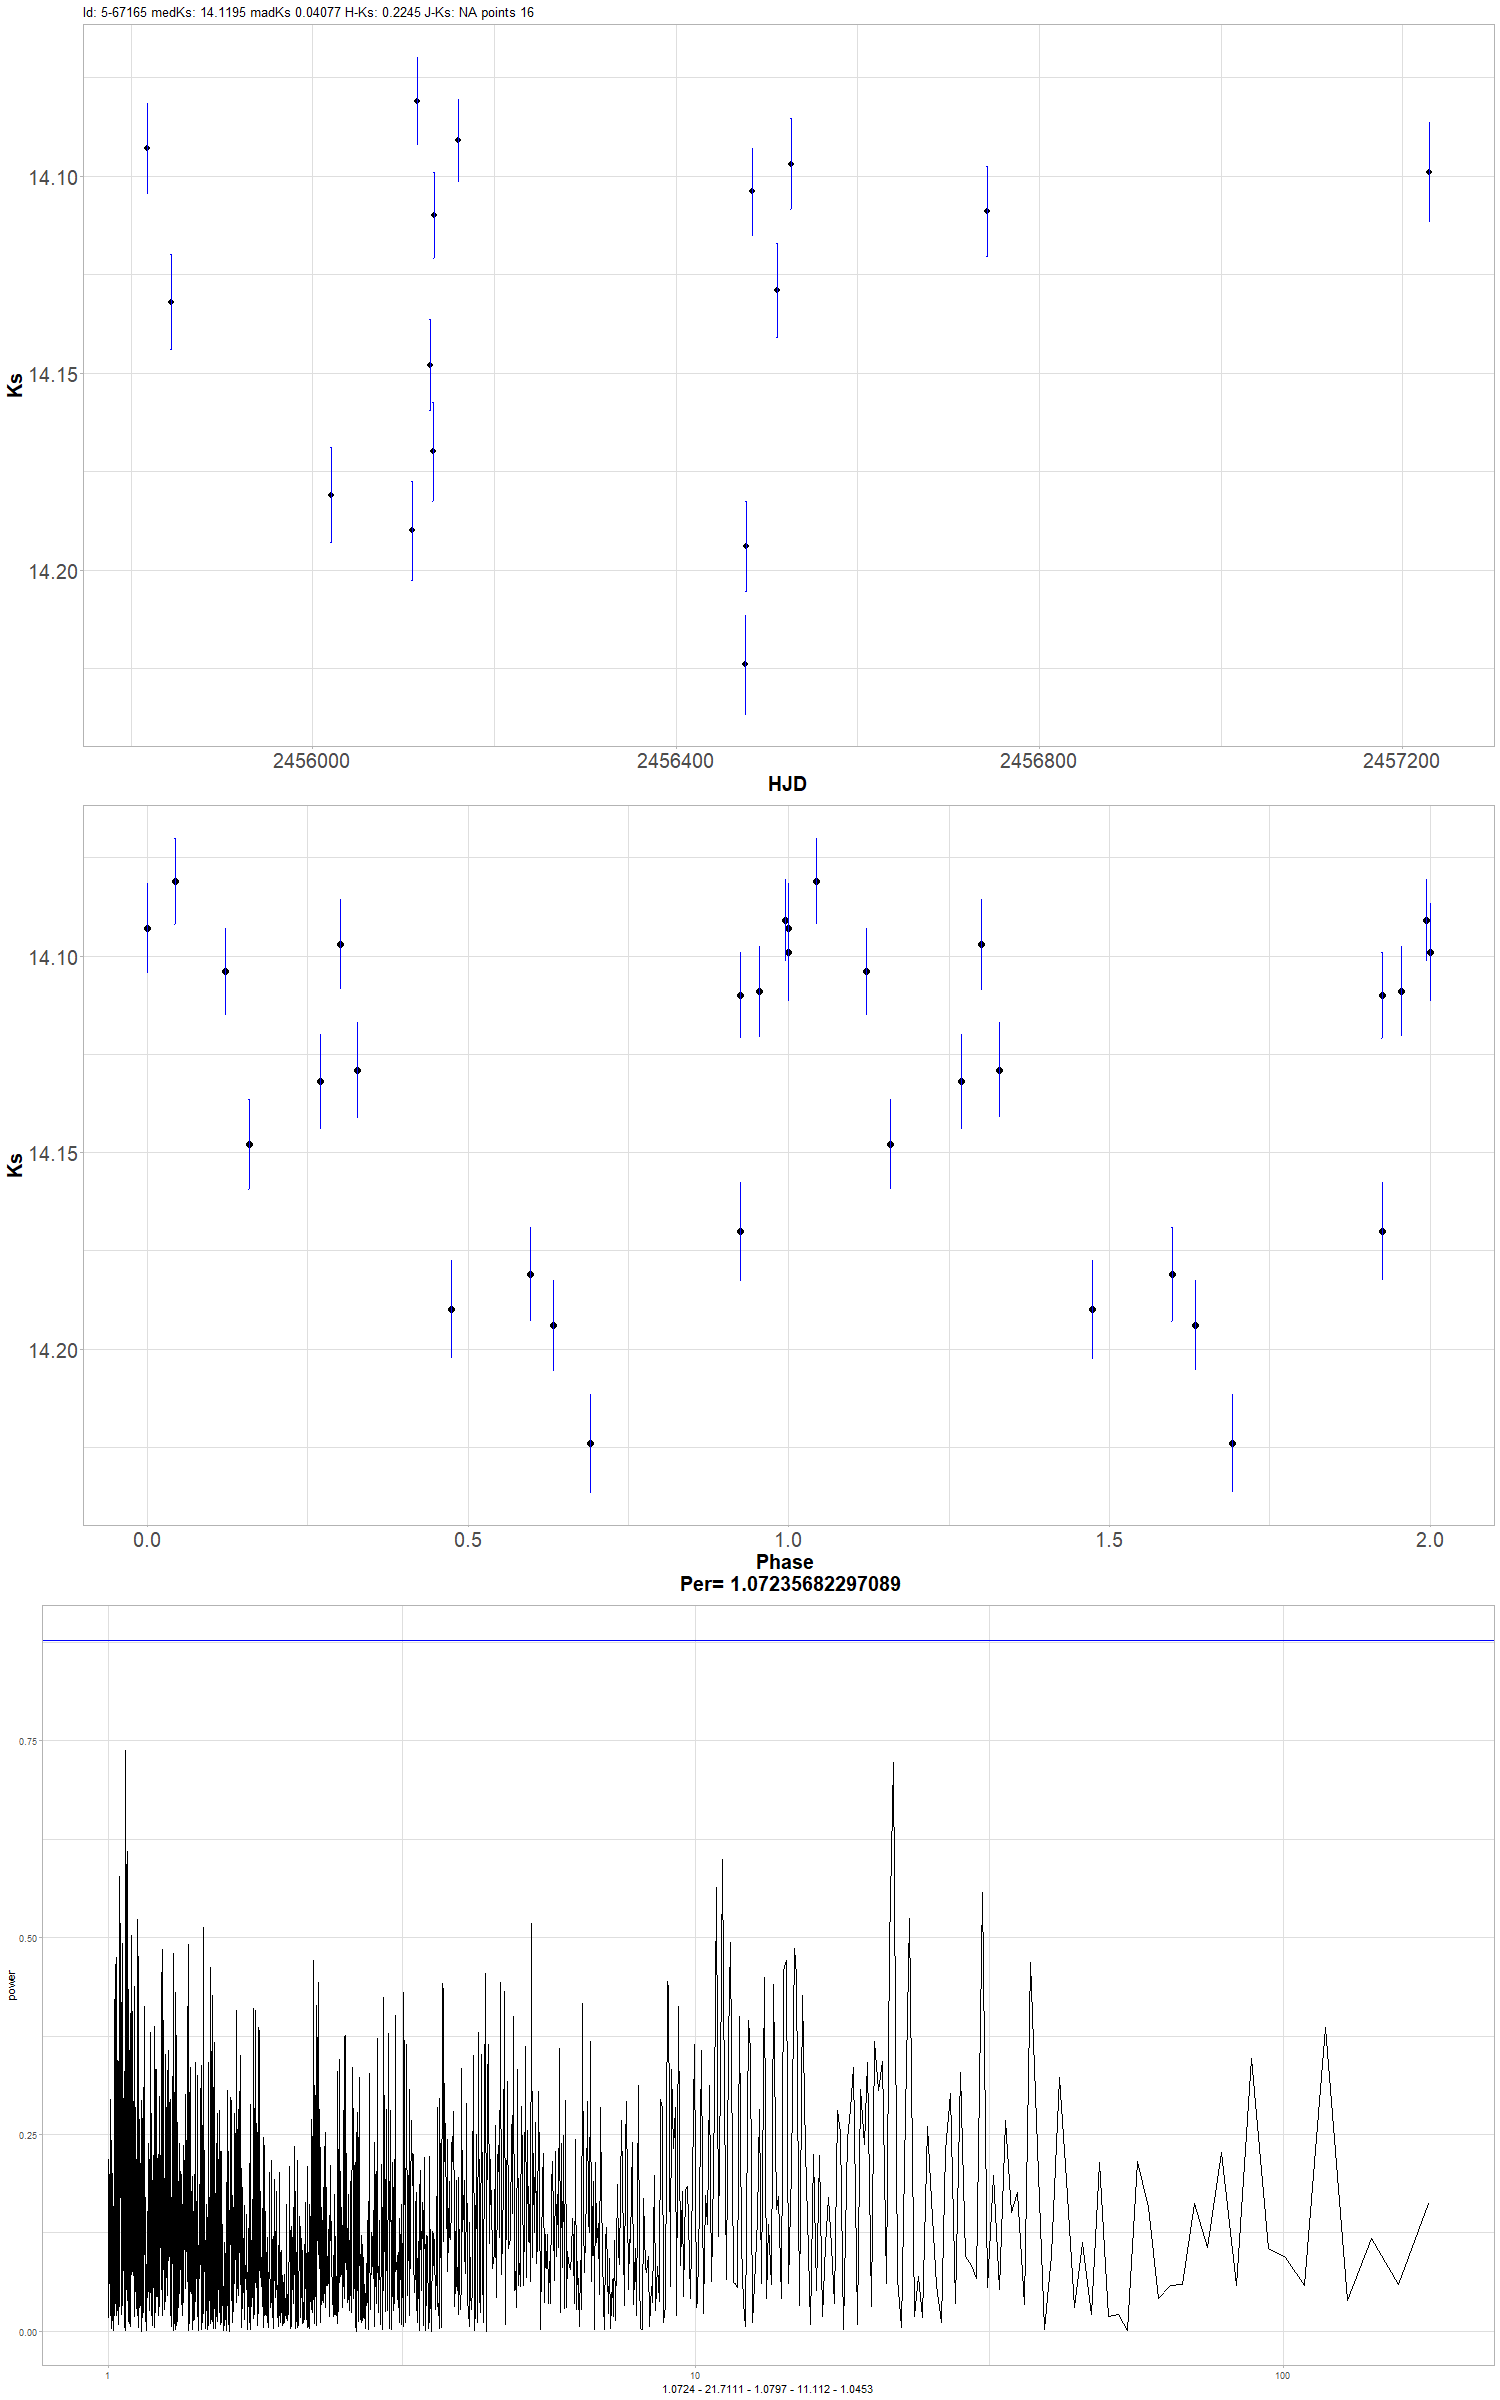 Id: 5-67165 medKs: 14.1195 madKs 0.04077 H-Ks: 0.2245 J-Ks: NA points 16
14.10
14.15
14.20
Ks
2456000 2456400 2456800 2457200
HJD
14.10
14.15
14.20
Ks
0.0 0.5 1.0 1.5 2.0
Phase
Per= 1.07235682297089
0.75
0.50
0.25
0.00
power
1 10 100
1.0724 - 21.7111 - 1.0797 - 11.112 - 1.0453